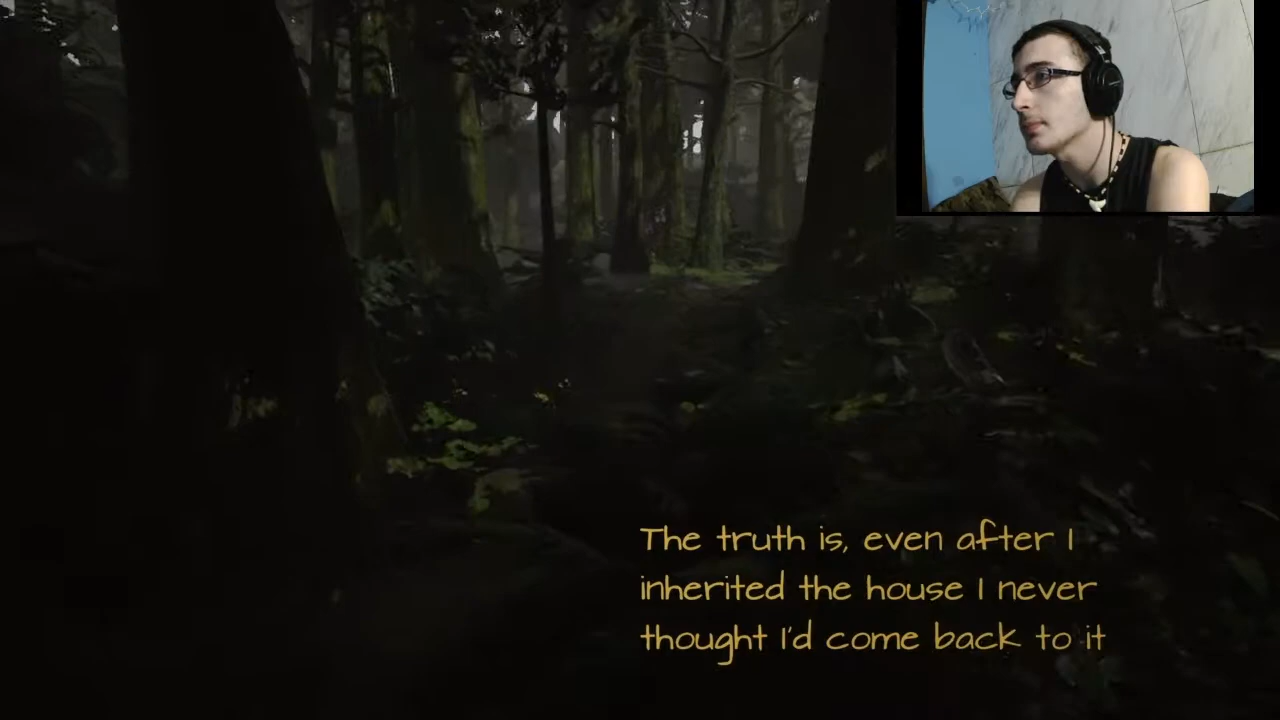 The truth is, even after I
inherited the house I never
thought I'd come back to it